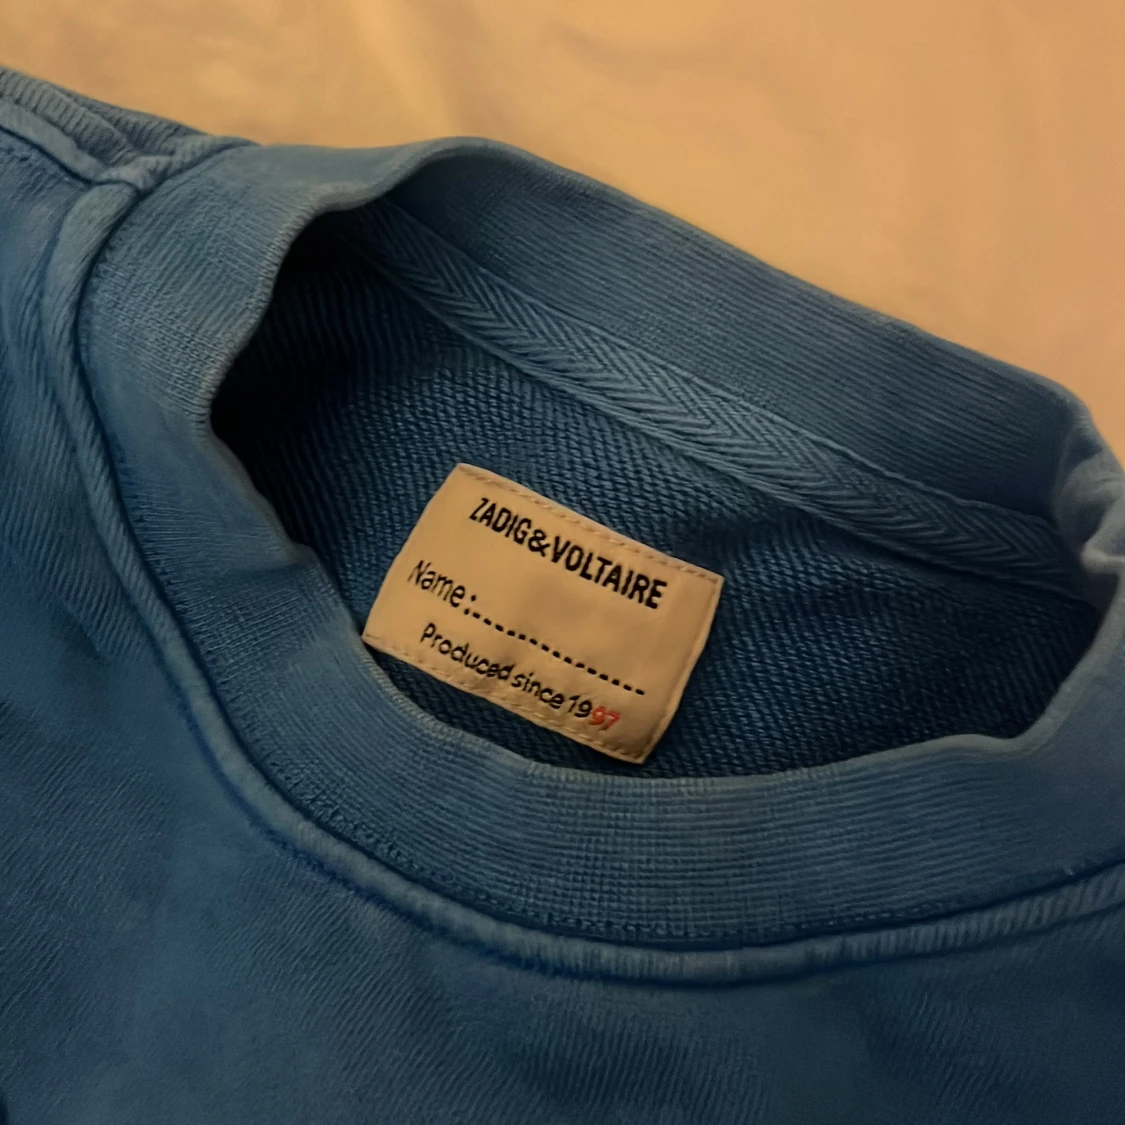 ZADIG&VOLTAIRE
Name:..................
Produced since 1997